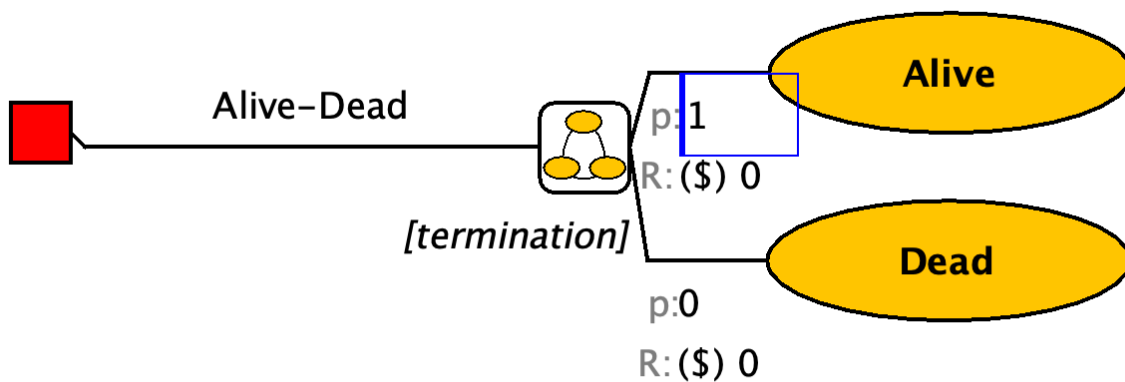 Alive-Dead
Alive
p:1
R:($) 0
[termination]
Dead
p:0
R:($) 0